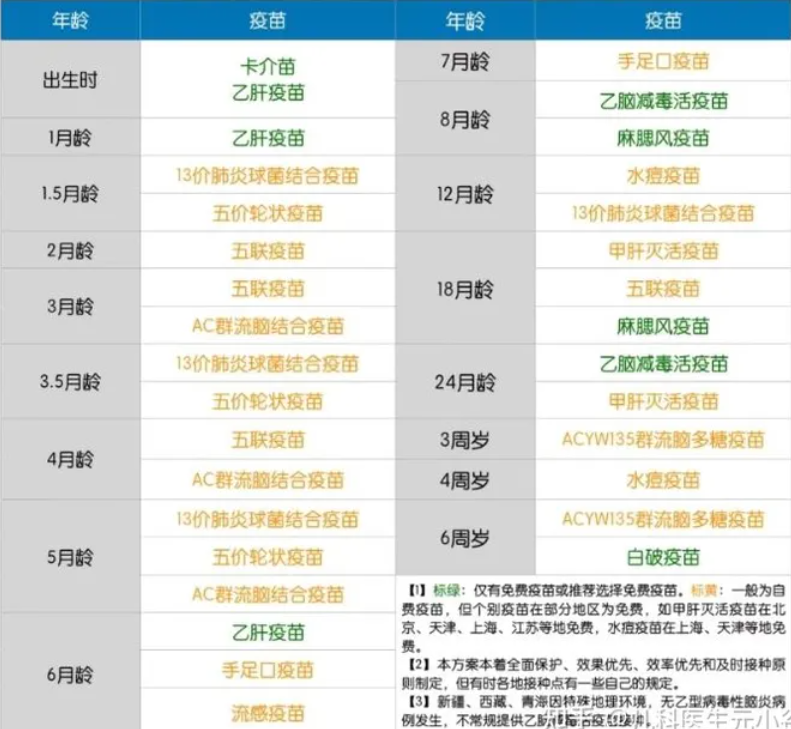 年龄 疫苗
出生时
卡介苗
乙肝疫苗
1月龄 乙肝疫苗
1.5月龄
13价肺炎球菌结合疫苗
五价轮状疫苗
2月龄 五联疫苗
3月龄
五联疫苗
AC群流脑结合疫苗
3.5月龄
13价肺炎球菌结合疫苗
五价轮状疫苗
4月龄
五联疫苗
AC群流脑结合疫苗
5月龄
13价肺炎球菌结合疫苗
五价轮状疫苗
AC群流脑结合疫苗
6月龄
乙肝疫苗
手足口疫苗
流感疫苗
年龄 疫苗
7月龄 手足口疫苗
8月龄
乙脑减毒活疫苗
麻腮风疫苗
12月龄
水痘疫苗
13价肺炎球菌结合疫苗
18月龄
甲肝灭活疫苗
五联疫苗
麻腮风疫苗
24月龄
乙脑减毒活疫苗
甲肝灭活疫苗
3周岁 ACYW135群流脑多糖疫苗
4周岁 水痘疫苗
6周岁
ACYW135群流脑多糖疫苗
白破疫苗
【1】标绿：仅有免费疫苗或推荐选择免费疫苗。标黄：一般为自
费疫苗，但个别疫苗在部分地区为免费，如甲肝灭活疫苗在北
京、天津、上海、江苏等地免费，水痘疫苗在上海、天津等地免
费。
【2】本方案本着全面保护、效果优先、效率优先和及时接种原
则制定，但有时各地接种点有一些自己的规定。
【3】新疆、西藏、青海因特殊地理环境，无乙型病毒性脑炎病
例发生，不常规提供乙脑
知乎 @儿科医生元小谷